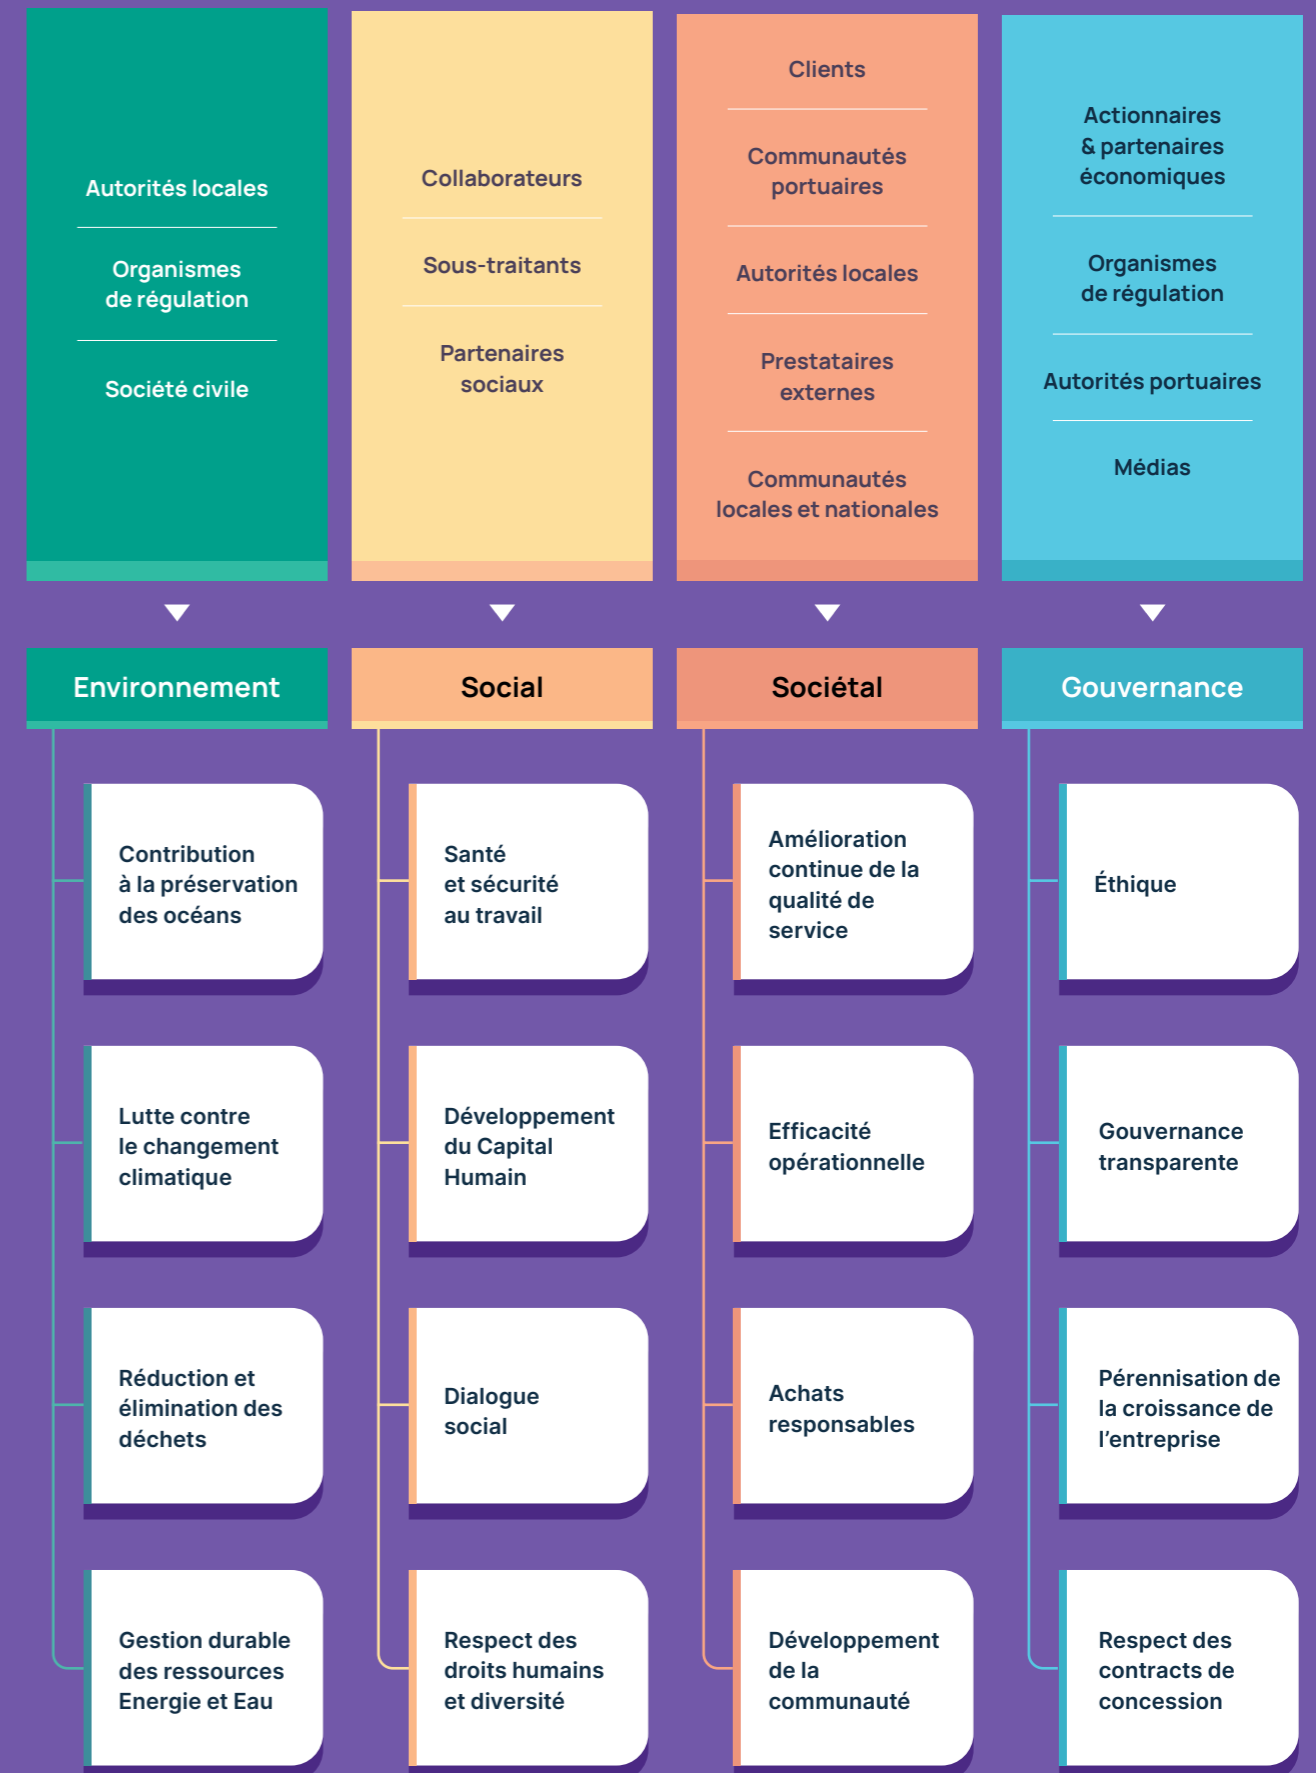 Autorités locales
Organismes
de régulation
Société civile
Collaborateurs
Sous-traitants
Partenaires
sociaux
Clients
Communautés
portuaires
Autorités locales
Prestataires
externes
Communautés
locales et nationales
Actionnaires
& partenaires
économiques
Organismes
de régulation
Autorités portuaires
Médias
Environnement
Contribution
à la préservation
des océans
Lutte contre
le changement
climatique
Réduction et
élimination des
déchets
Gestion durable
des ressources
Energie et Eau
Social
Santé
et sécurité
au travail
Développement
du Capital
Humain
Dialogue
social
Respect des
droits humains
et diversité
Sociétal
Amélioration
continue de la
qualité de
service
Efficacité
opérationnelle
Achats
responsables
Développement
de la
communauté
Gouvernance
Éthique
Gouvernance
transparente
Pérennisation de
la croissance de
l'entreprise
Respect des
contracts de
concession